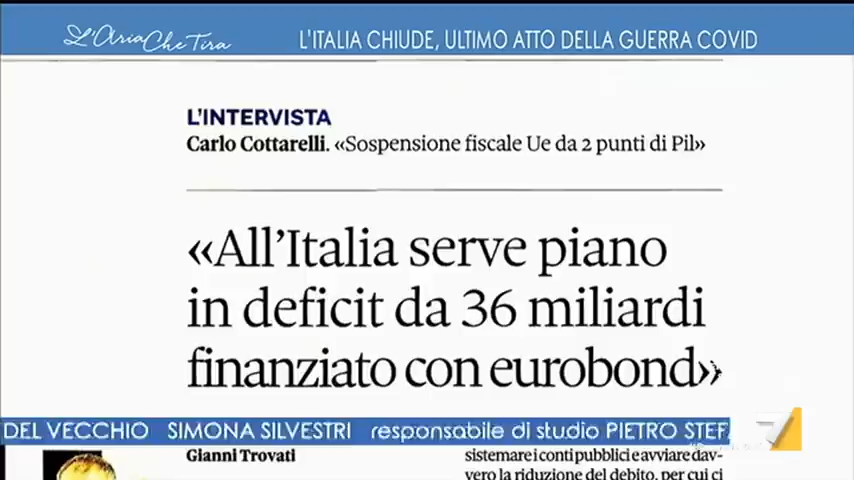 L'Aria Che Tira
L'ITALIA CHIUDE, ULTIMO ATTO DELLA GUERRA COVID
L'INTERVISTA
Carlo Cottarelli. «Sospensione fiscale Ue da 2 punti di Pil»
«All'Italia serve piano
in deficit da 36 miliardi
finanziato con eurobond»
DEL VECCHIO SIMONA SILVESTRI responsabile di studio PIETRO STEF
7
Gianni Trovati
sistemare i conti pubblici e avviare dav-
vero la riduzione del debito, per cui ci